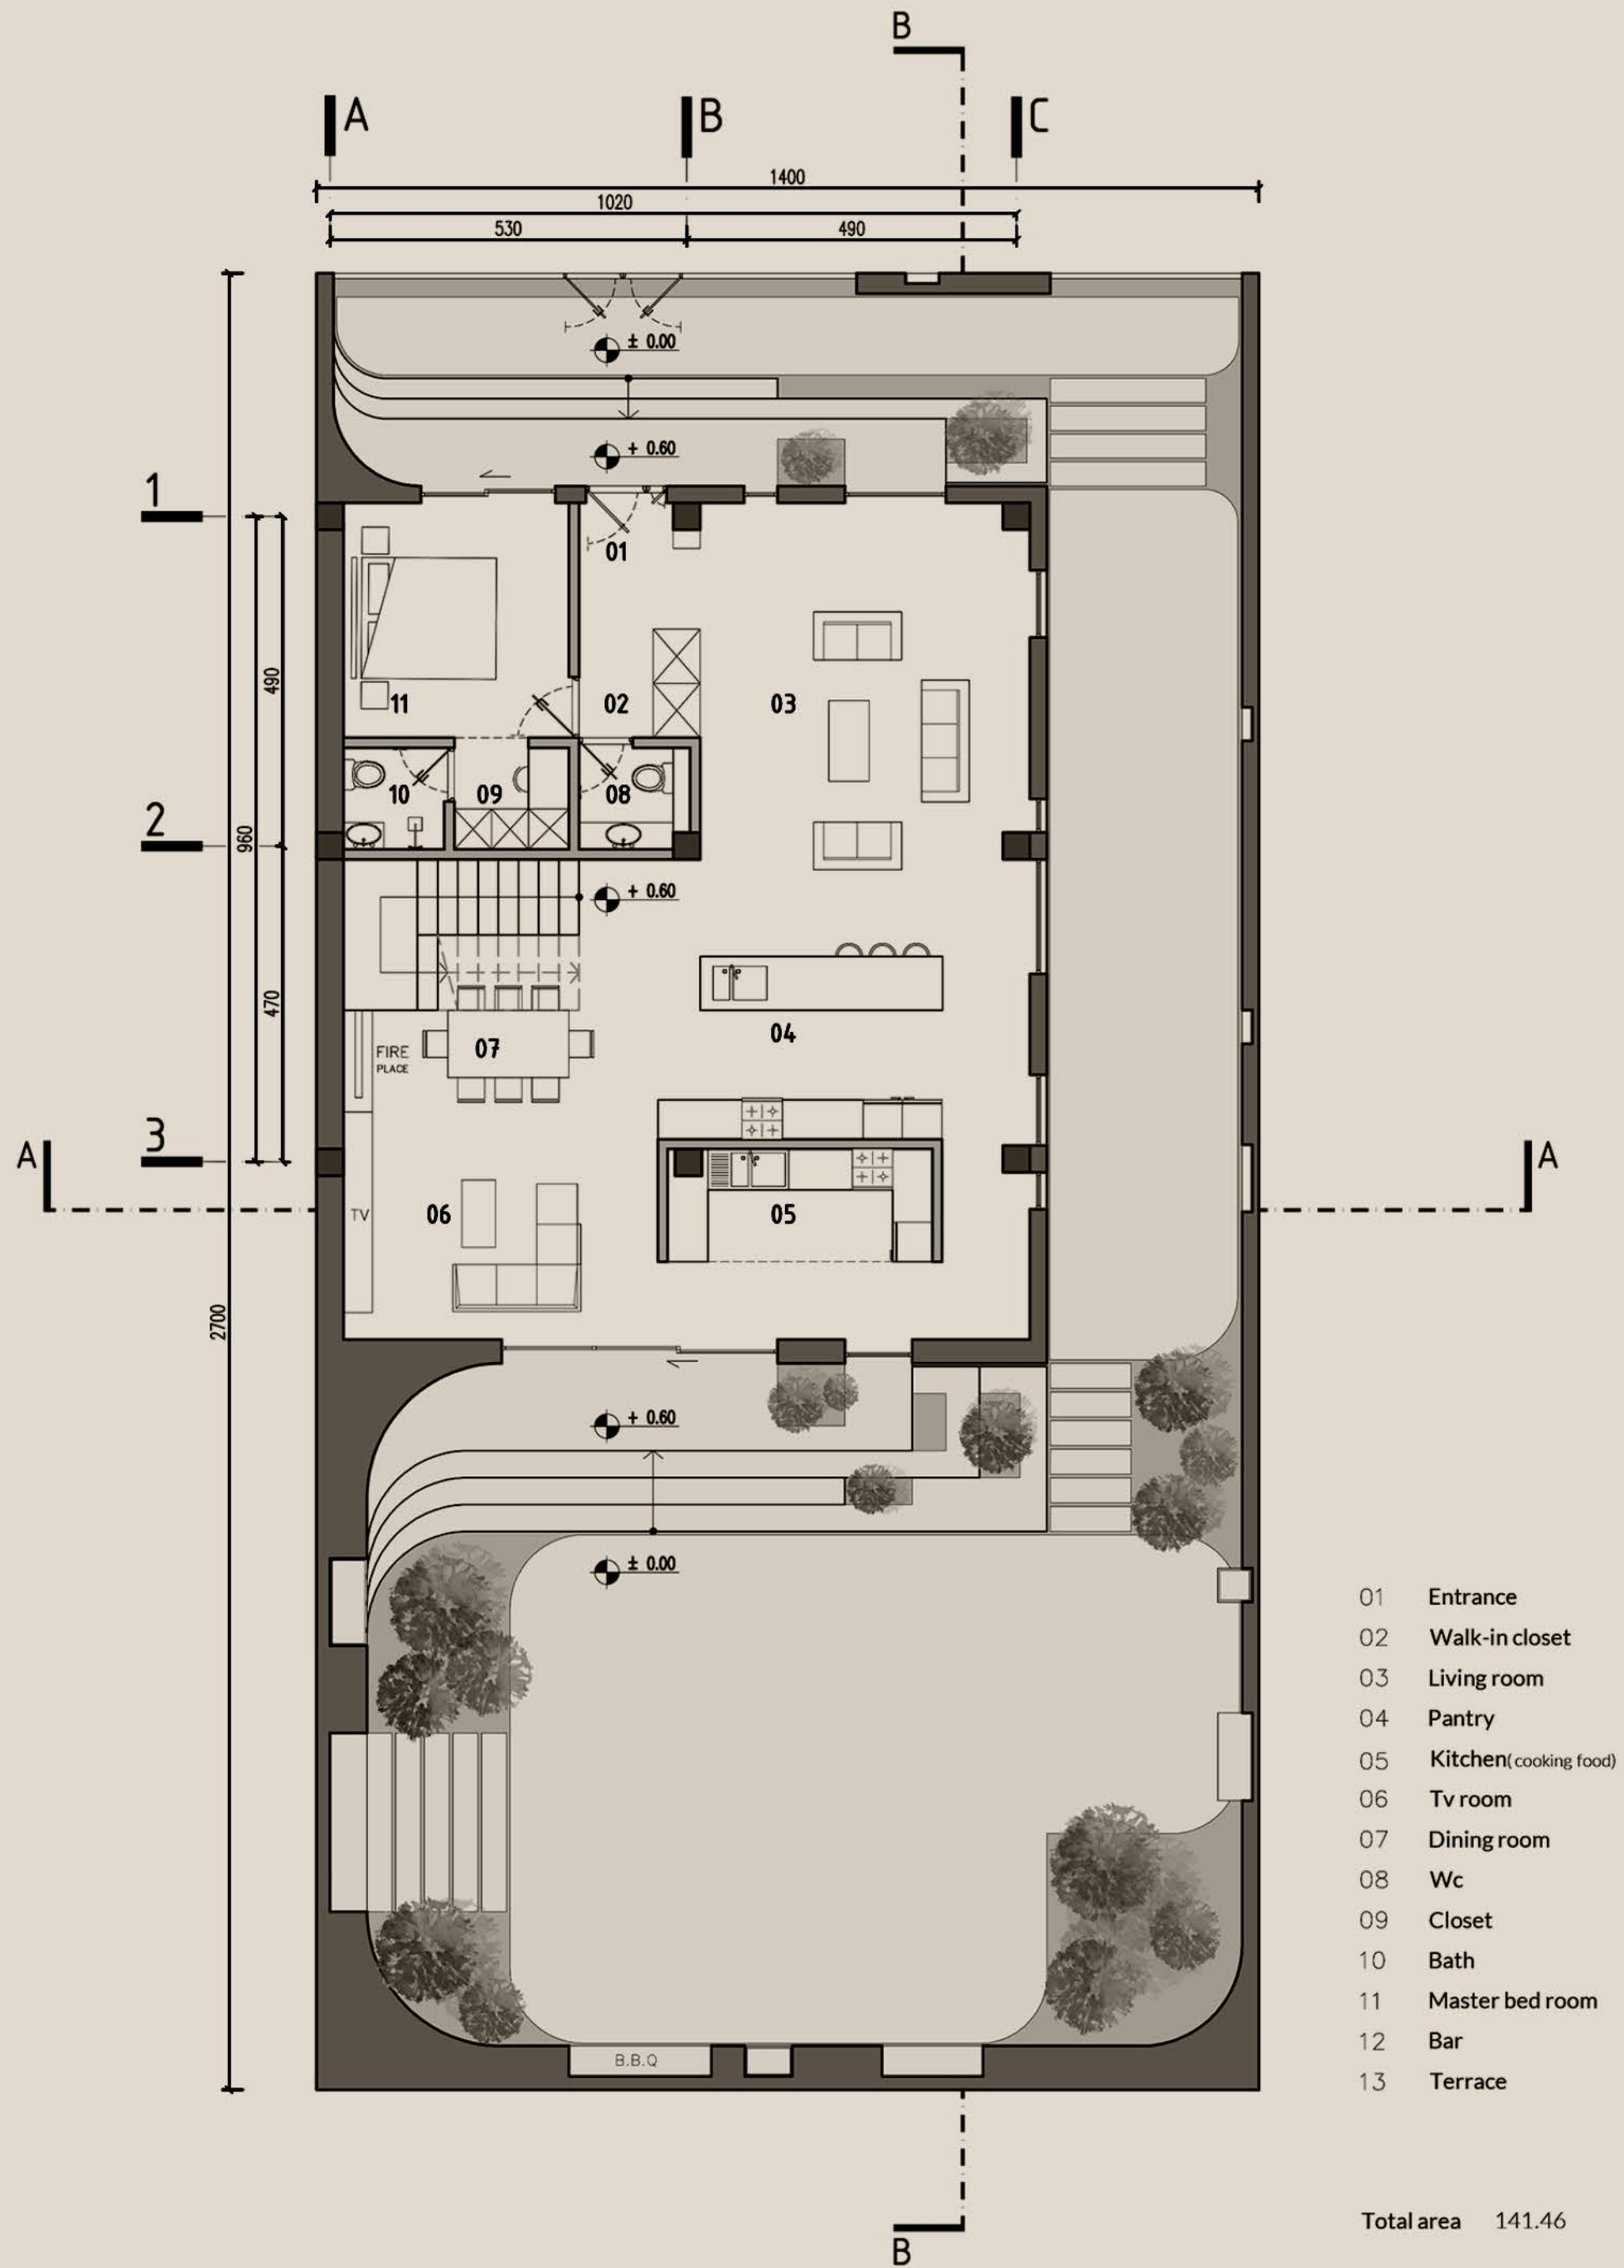 B
A
B
C
1400
1020
530
490
± 0.00
+ 0.60
1
01
490
11
02
03
2
960
10
09
08
+ 0.60
470
04
FIRE
PLACE
07
3
A
A
TV
06
05
2700
+ 0.60
± 0.00
B.B.Q
01 Entrance
02 Walk-in closet
03 Living room
04 Pantry
05 Kitchen( cooking food)
06 Tv room
07 Dining room
08 Wc
09 Closet
10 Bath
11 Master bed room
12 Bar
13 Terrace
Total area 141.46
B